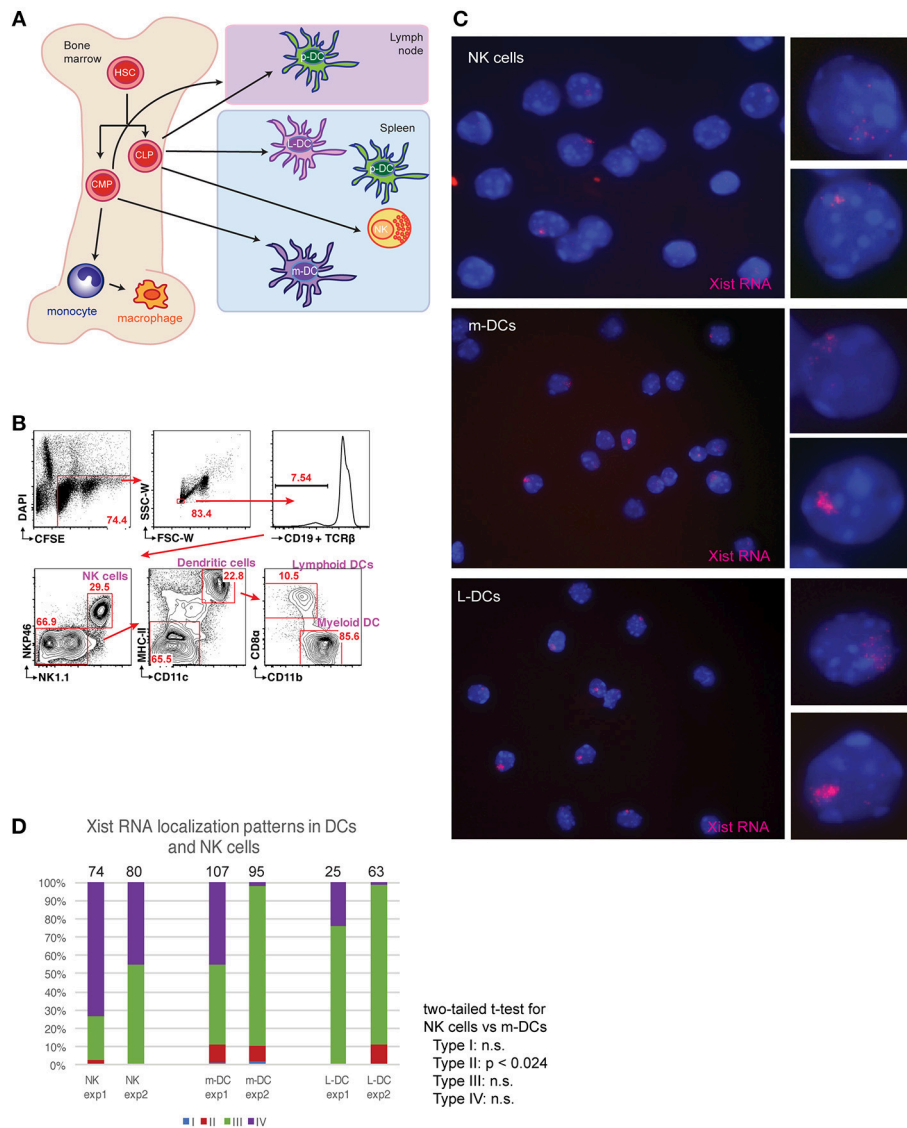 A
Bone
marrow
HSC
CLP
CMP
monocyte
macrophage
Lymph
node
p-DC
Spleen
L-DC
p-DC
NK
m-DC
B
DAPI
CFSE
74.4
SSC-W
FSC-W
83.4
7.54
CD19 + TCRβ
NK cells
29.5
66.9
NKP46
NK1.1
Dendritic cells
22.8
65.5
MHC-II
CD11c
Lymphoid DCs
10.5
Myeloid DC
85.6
CD8α
CD11b
C
NK cells
Xist RNA
m-DCs
Xist RNA
L-DCs
Xist RNA
D
Xist RNA localization patterns in DCs
and NK cells
74 80 107 95 25 63
100%
90%
80%
70%
60%
50%
40%
30%
20%
10%
0%
NK exp1
NK exp2
m-DC exp1
m-DC exp2
L-DC exp1
L-DC exp2
I II III IV
two-tailed t-test for
NK cells vs m-DCs
Type I: n.s.
Type II: p < 0.024
Type III: n.s.
Type IV: n.s.